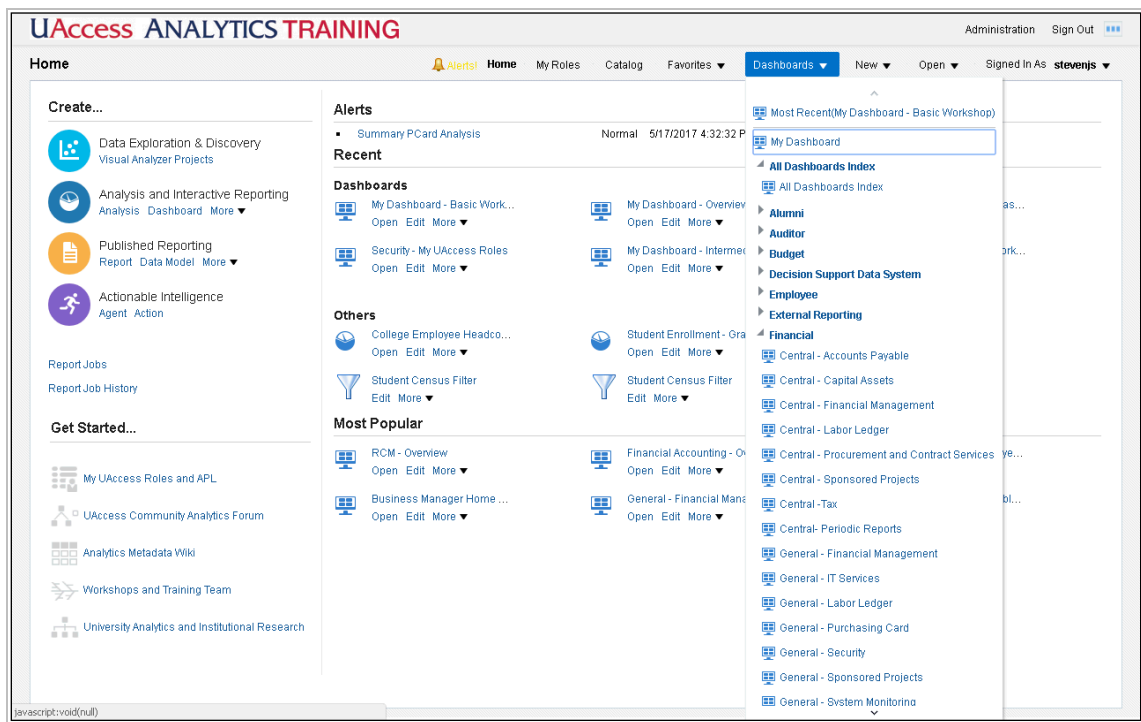 UAccess ANALYTICS TRAINING
Administration Sign Out
Home
Alerts! Home My Roles Catalog Favorites Dashboards New Open Signed In As stevenjs
Create...
Data Exploration & Discovery
Visual Analyzer Projects
Analysis and Interactive Reporting
Analysis Dashboard More
Published Reporting
Report Data Model More
Actionable Intelligence
Agent Action
Report Jobs
Report Job History
Get Started...
My UAccess Roles and APL
UAccess Community Analytics Forum
Analytics Metadata Wiki
Workshops and Training Team
University Analytics and Institutional Research
Alerts
Summary PCard Analysis Normal 5/17/2017 4:32:32 P
Recent
Dashboards
My Dashboard - Basic Work...
Open Edit More
My Dashboard - Overview
Open Edit More
as...
Security - My UAccess Roles
Open Edit More
My Dashboard - Intermed
Open Edit More
ork...
Others
College Employee Headco...
Open Edit More
Student Enrollment - Gra
Open Edit More
Student Census Filter
Edit More
Student Census Filter
Edit More
Most Popular
RCM - Overview
Open Edit More
Financial Accounting - Ov
Open Edit More
ye...
Business Manager Home ...
Open Edit More
General - Financial Mana
Open Edit More
bl...
Most Recent(My Dashboard - Basic Workshop)
My Dashboard
All Dashboards Index
All Dashboards Index
Alumni
Auditor
Budget
Decision Support Data System
Employee
External Reporting
Financial
Central - Accounts Payable
Central - Capital Assets
Central - Financial Management
Central - Labor Ledger
Central - Procurement and Contract Services
Central - Sponsored Projects
Central -Tax
Central- Periodic Reports
General - Financial Management
General - IT Services
General - Labor Ledger
General - Purchasing Card
General - Security
General - Sponsored Projects
General - System Monitoring
javascript:void(null)